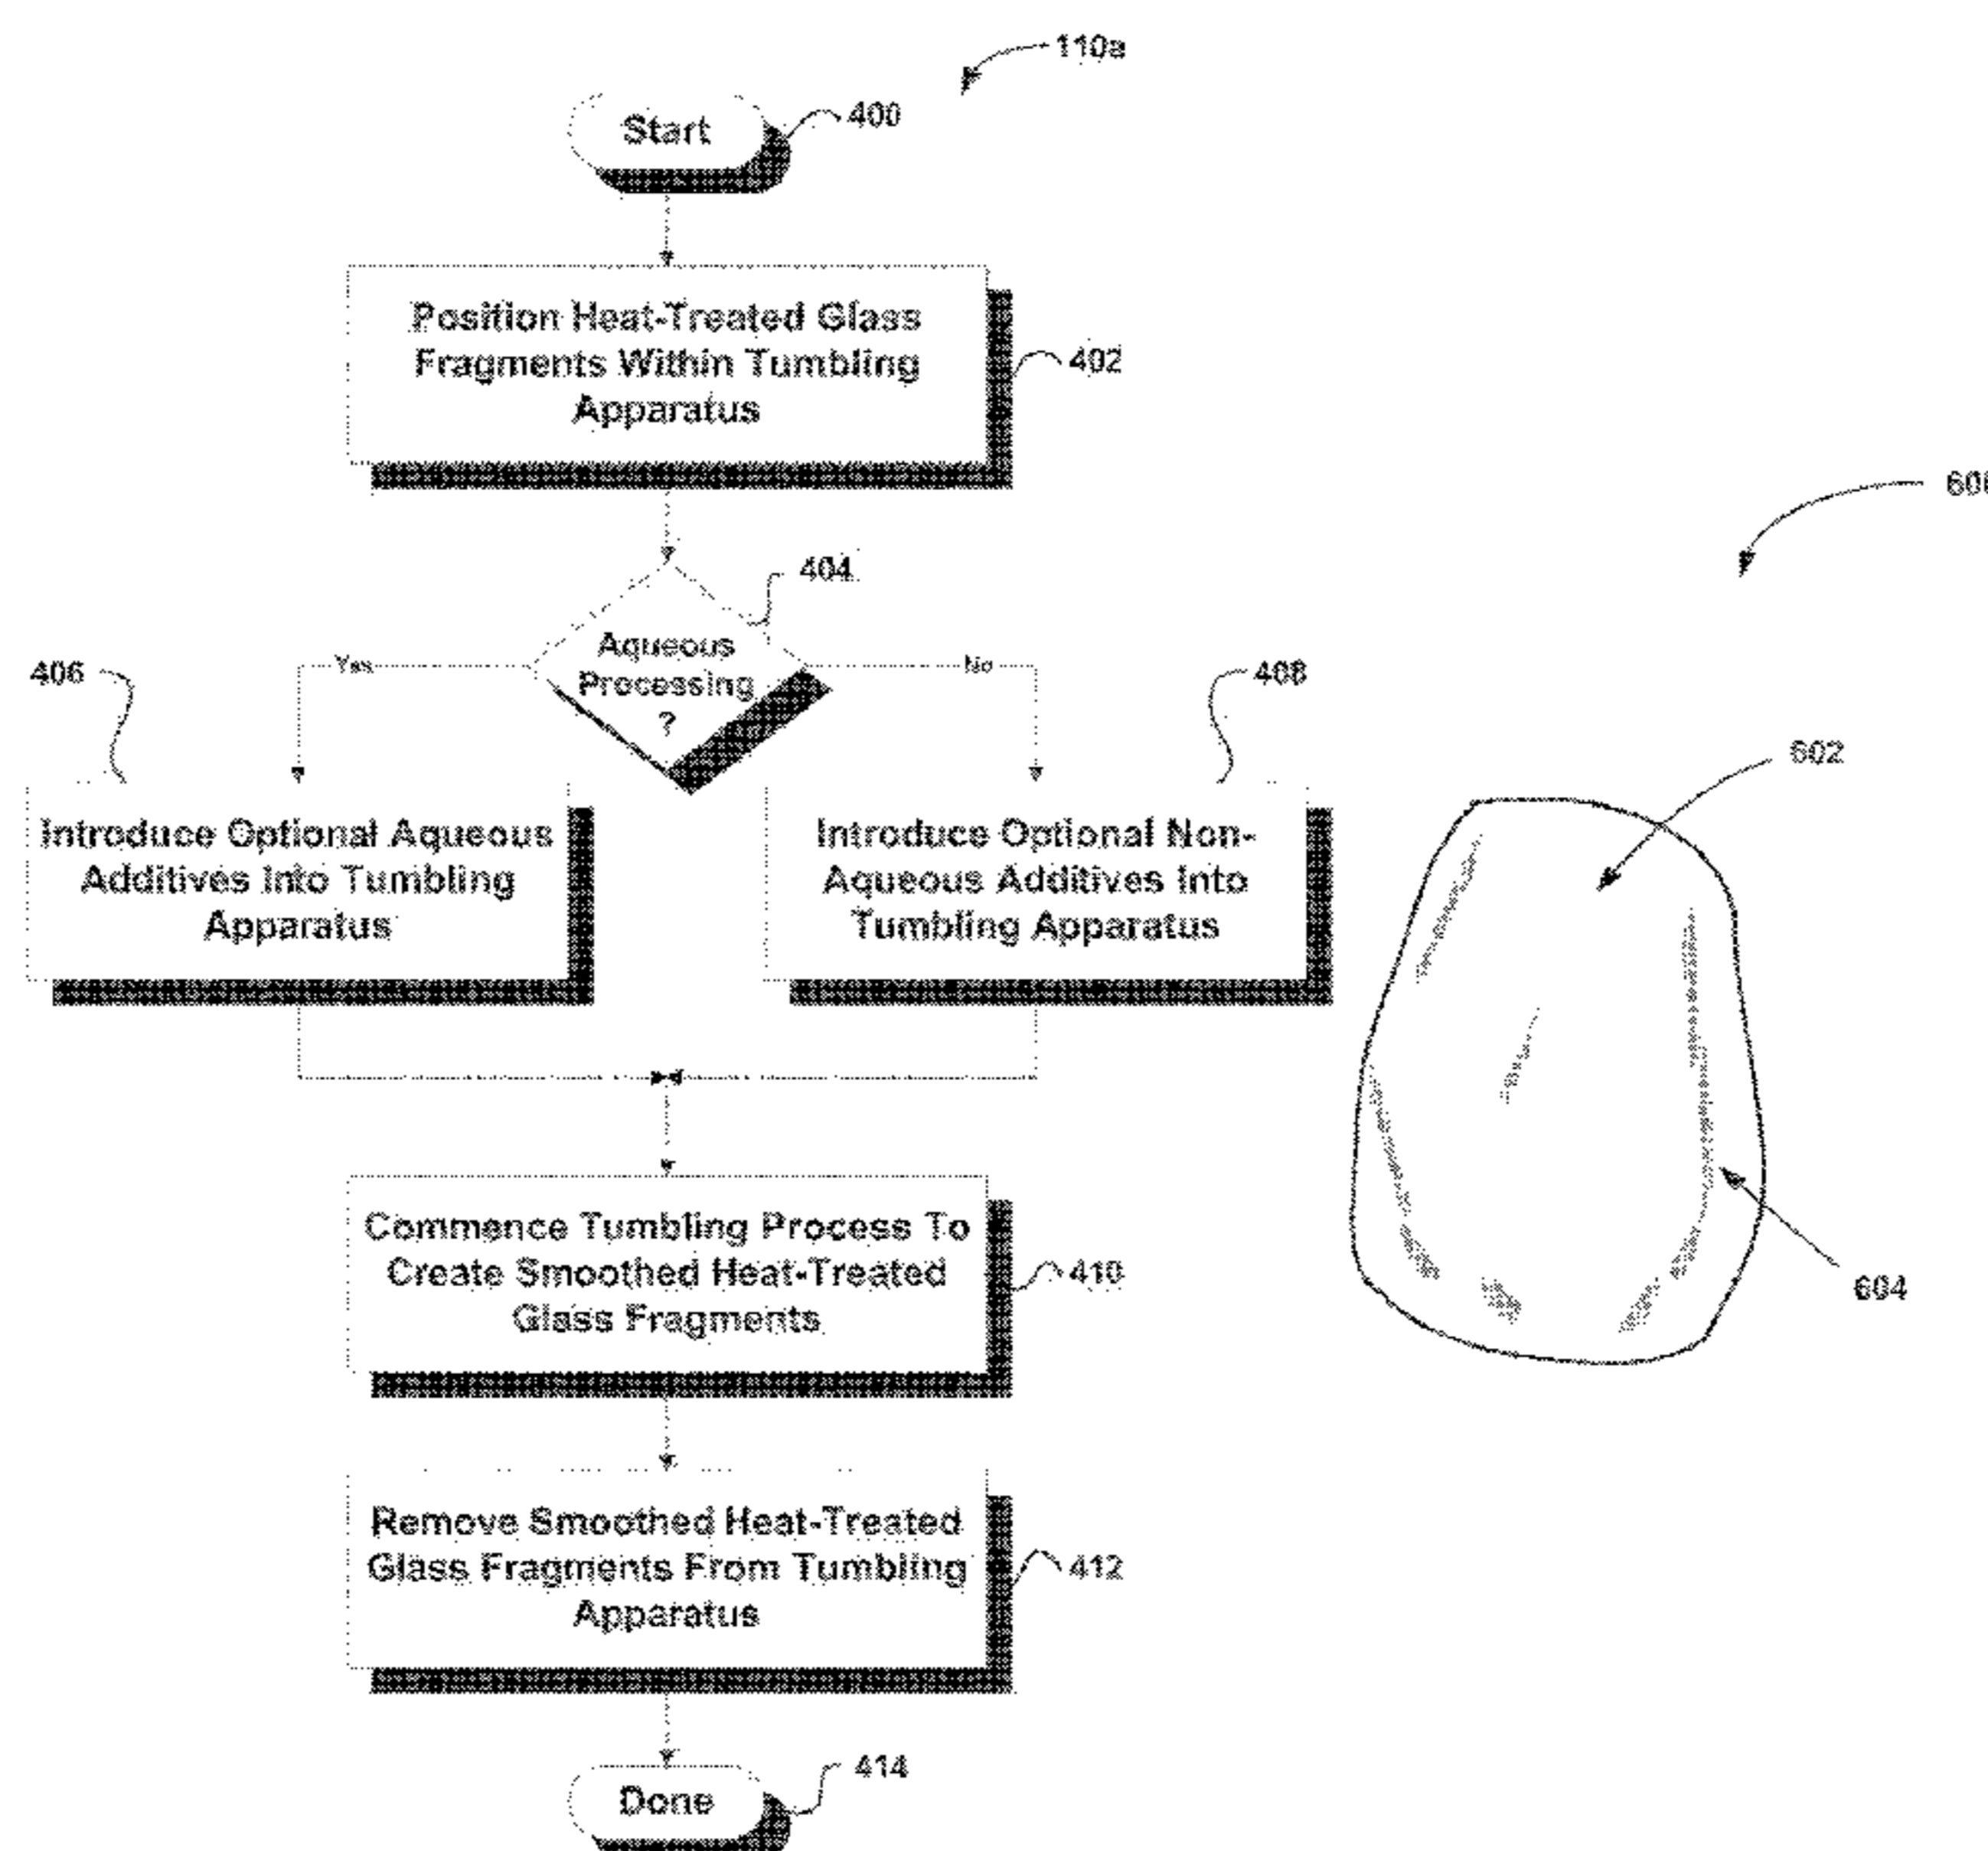 110a
Start
400
Position Heat-Treated Glass
Fragments Within Tumbling
Apparatus
402
404
Aqueous
Processing
?
Yes
No
406
408
Introduce Optional Aqueous
Additives Into Tumbling
Apparatus
Introduce Optional Non-
Aqueous Additives Into
Tumbling Apparatus
Commence Tumbling Process To
Create Smoothed Heat-Treated
Glass Fragments
410
Remove Smoothed Heat-Treated
Glass Fragments From Tumbling
Apparatus
412
Done
414
602
604